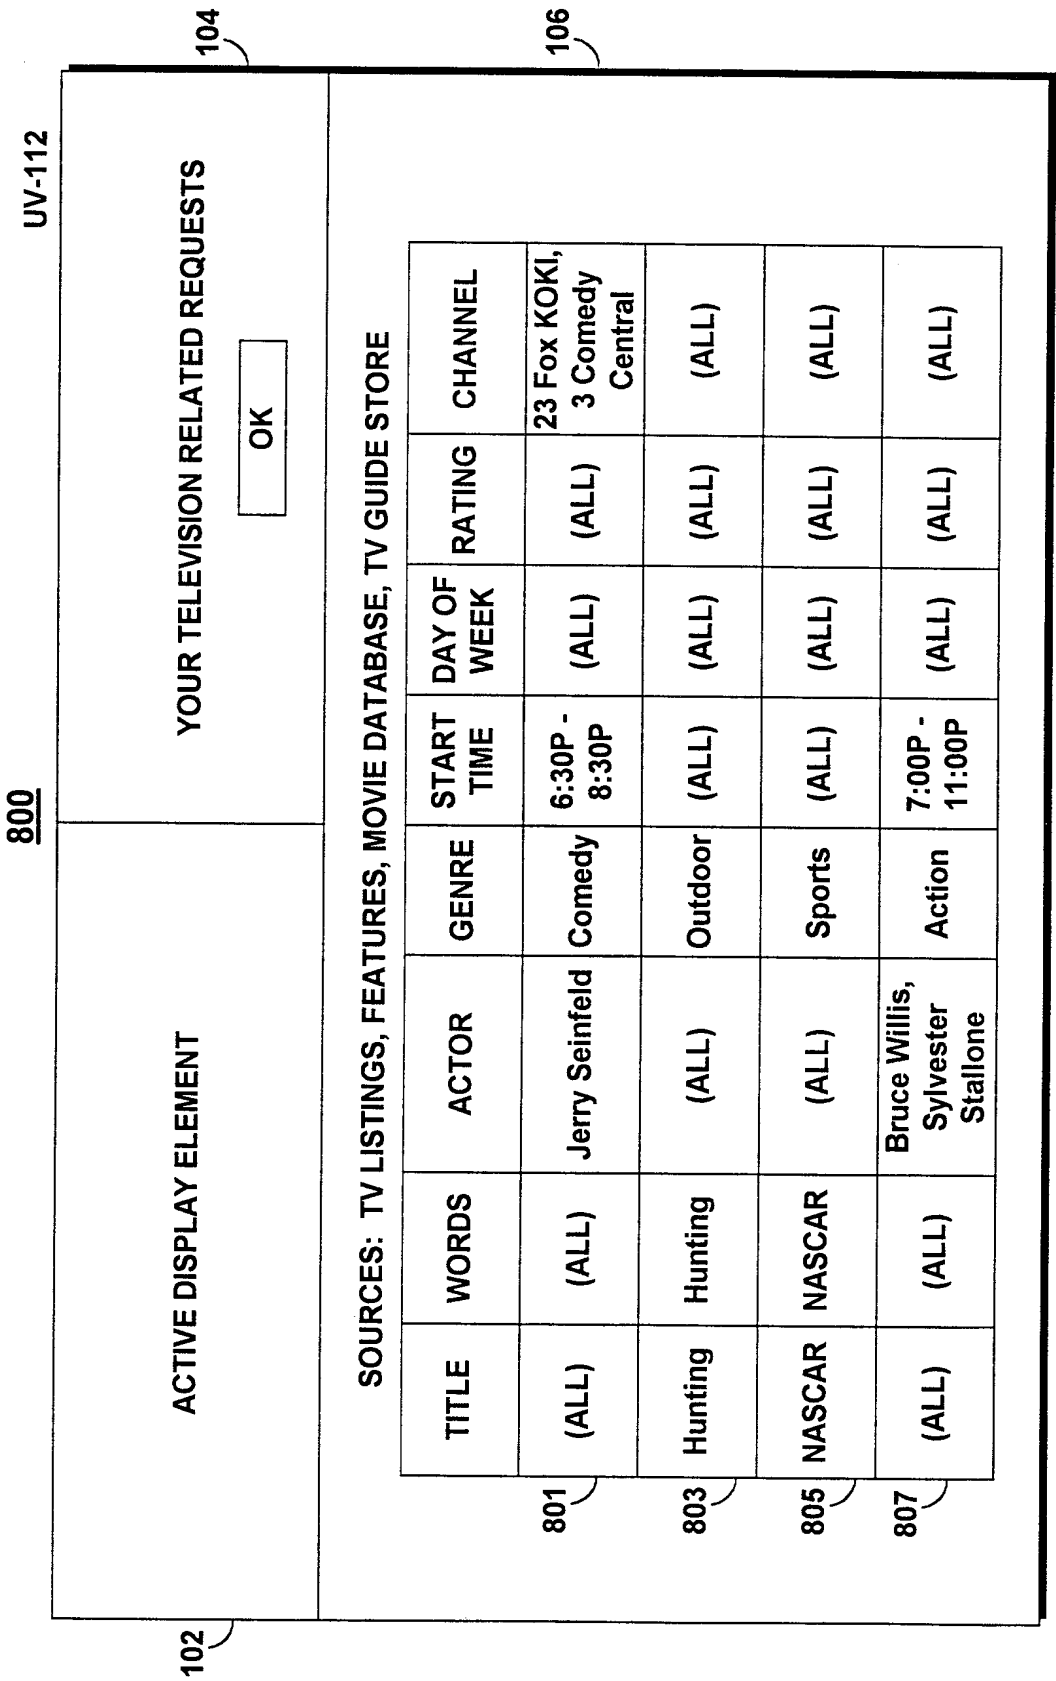 800
UV-112
102
ACTIVE DISPLAY ELEMENT
YOUR TELEVISION RELATED REQUESTS
OK
104
SOURCES: TV LISTINGS, FEATURES, MOVIE DATABASE, TV GUIDE STORE
106
TITLE WORDS ACTOR GENRE START TIME DAY OF WEEK RATING CHANNEL
801 (ALL) (ALL) Jerry Seinfeld Comedy 6:30P - 8:30P (ALL) (ALL) 23 Fox KOKI, 3 Comedy Central
803 Hunting Hunting (ALL) Outdoor (ALL) (ALL) (ALL) (ALL)
805 NASCAR NASCAR (ALL) Sports (ALL) (ALL) (ALL) (ALL)
807 (ALL) (ALL) Bruce Willis, Sylvester Stallone Action 7:00P - 11:00P (ALL) (ALL) (ALL)